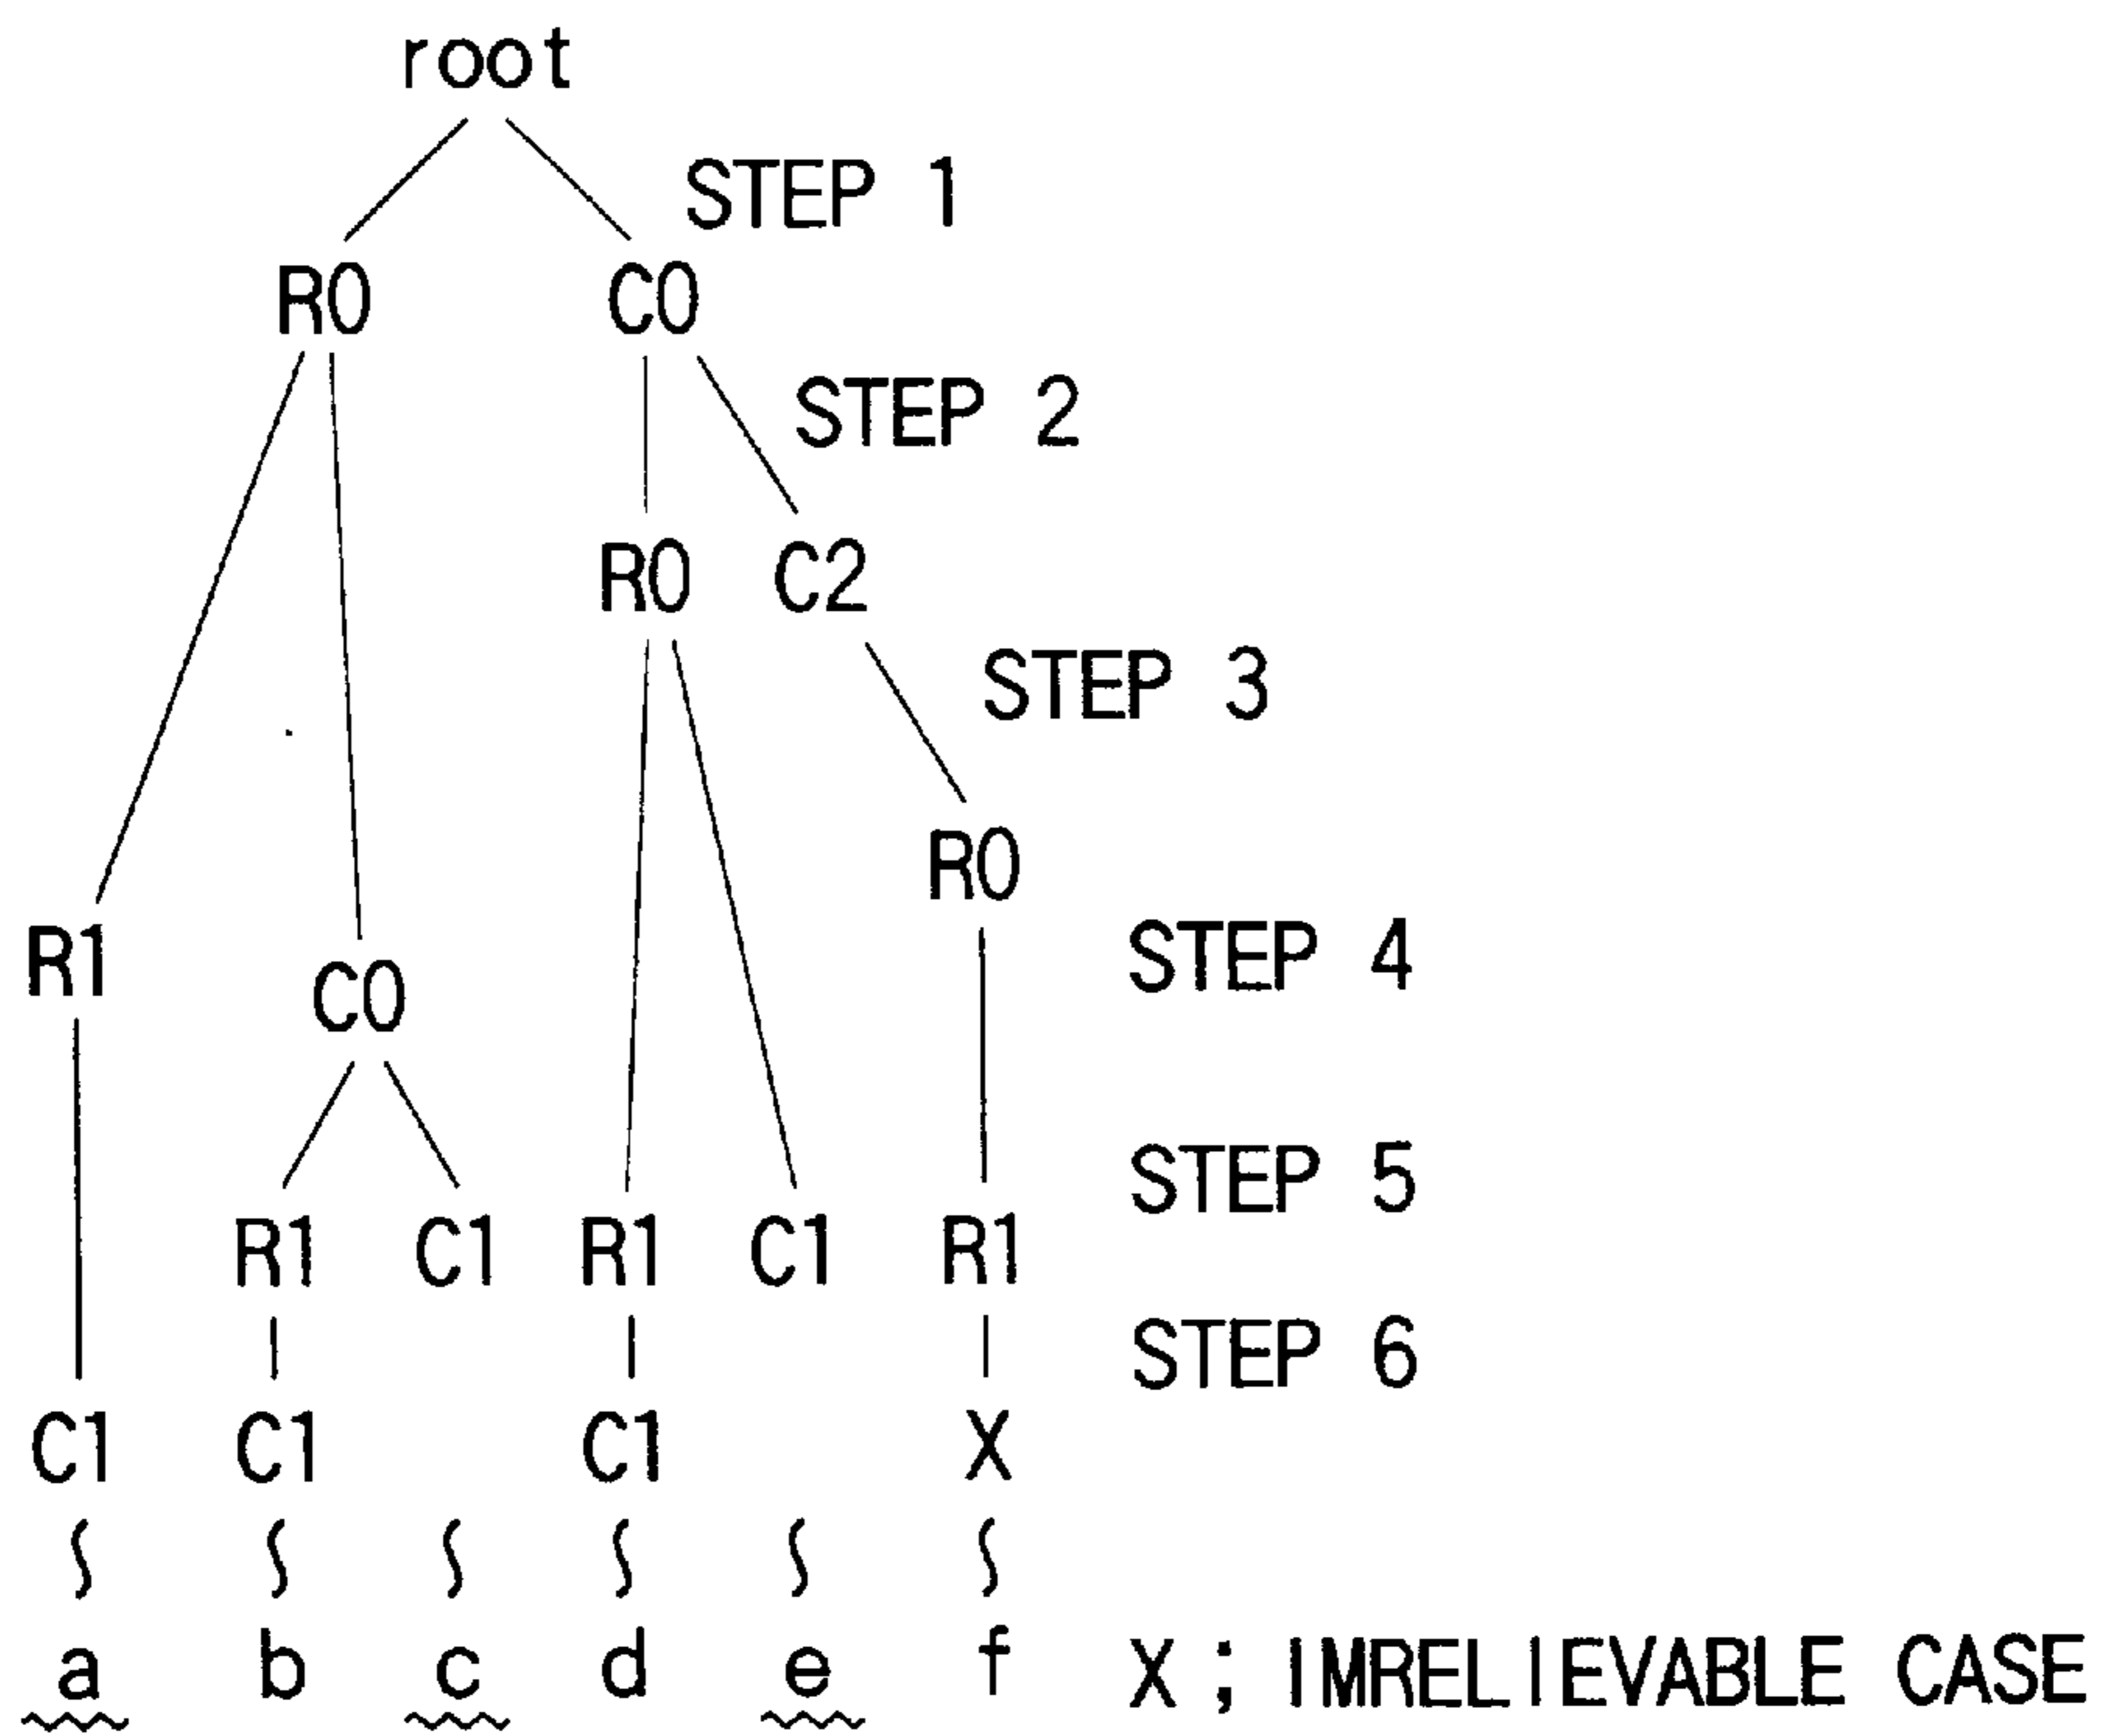 root
STEP 1
R0 C0
STEP 2
R0 C2
STEP 3
R0
R1 C0 STEP 4
STEP 5
R1 C1 R1 C1 R1
STEP 6
C1 C1 C1 X
a b c d e f X ; IMRELIEVABLE CASE